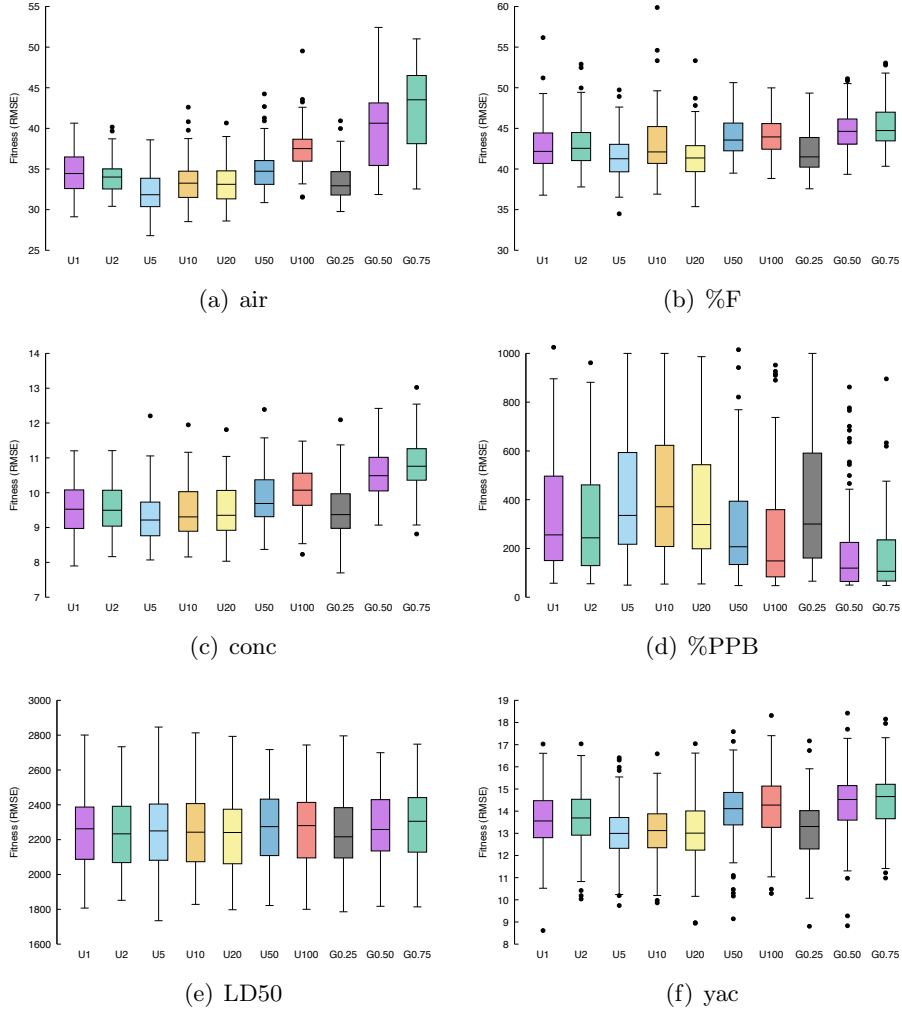 55
50
45
40
35
30
25
Fitness (RMSE)
U1 U2 U5 U10 U20 U50 U100 G0.25 G0.50 G0.75
(a) air
60
55
50
45
40
35
30
Fitness (RMSE)
U1 U2 U5 U10 U20 U50 U100 G0.25 G0.50 G0.75
(b) %F
14
13
12
11
10
9
8
7
Fitness (RMSE)
U1 U2 U5 U10 U20 U50 U100 G0.25 G0.50 G0.75
(c) conc
1000
800
600
400
200
0
Fitness (RMSE)
U1 U2 U5 U10 U20 U50 U100 G0.25 G0.50 G0.75
(d) %PPB
3000
2800
2600
2400
2200
2000
1800
1600
Fitness (RMSE)
U1 U2 U5 U10 U20 U50 U100 G0.25 G0.50 G0.75
(e) LD50
19
18
17
16
15
14
13
12
11
10
9
8
Fitness (RMSE)
U1 U2 U5 U10 U20 U50 U100 G0.25 G0.50 G0.75
(f) yac